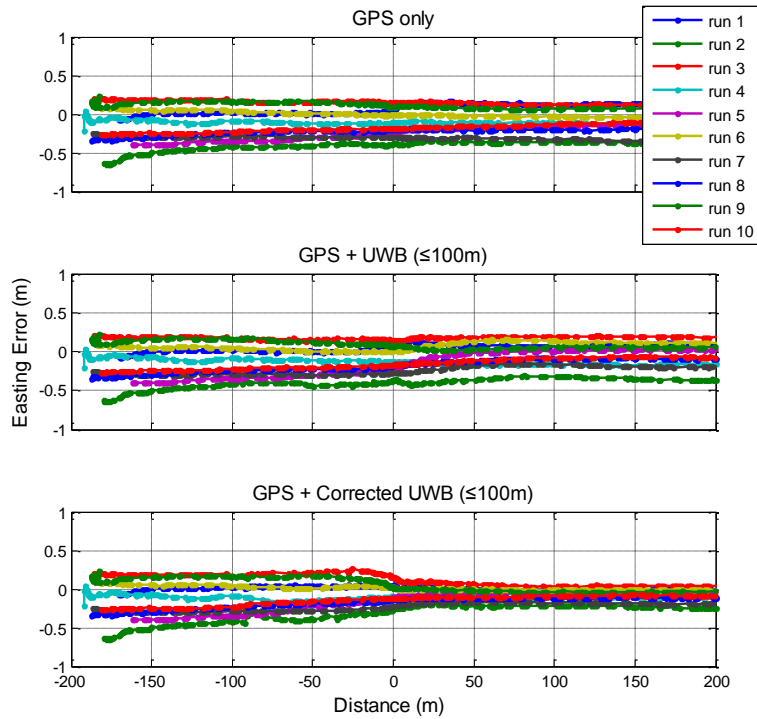 GPS only
1
0.5
0
-0.5
-1
run 1
run 2
run 3
run 4
run 5
run 6
run 7
run 8
run 9
run 10
GPS + UWB (≤100m)
1
0.5
0
-0.5
-1
Easting Error (m)
GPS + Corrected UWB (≤100m)
1
0.5
0
-0.5
-1
-200 -150 -100 -50 0 50 100 150 200
Distance (m)